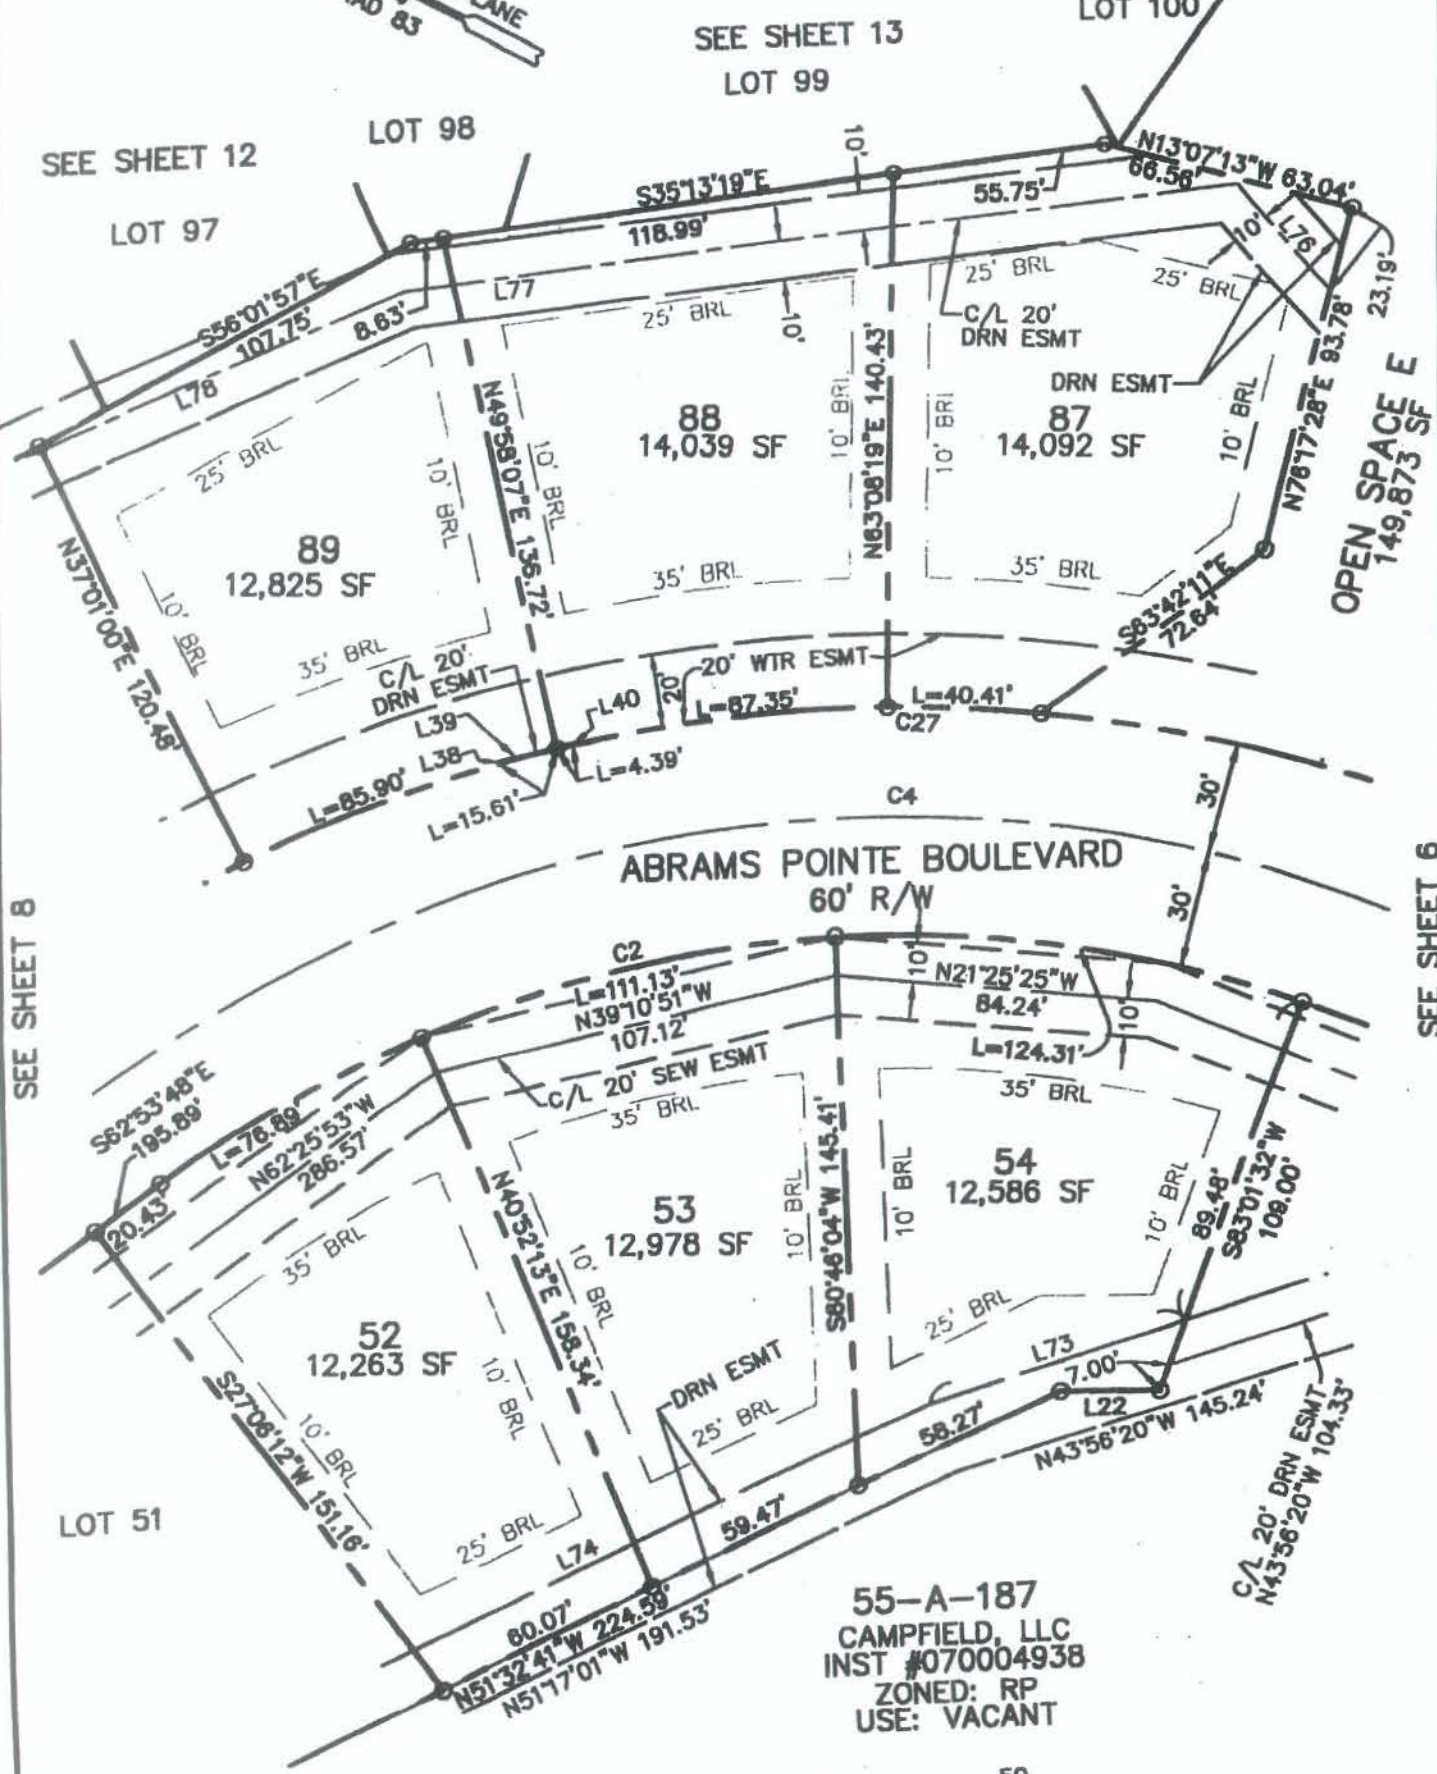 LANE
AD 83
SEE SHEET 13
LOT 99
LOT 100
LOT 98
SEE SHEET 12
LOT 97
N13°07'13"W 63.04'
66.56'
10'
S35°13'19"E
118.99'
55.75'
10'
L76
23.19'
S56°01'57"E
107.75'
8.63'
L77
L78
25' BRL
10'
25' BRL
25' BRL
C/L 20'
DRN ESMT
DRN ESMT
N76°17'28"E 93.78'
OPEN SPACE E
149,873 SF
25' BRL
10' BRL
N49°58'07"E 136.72'
10' BRL
88
14,039 SF
10' BRL
N63°08'19"E 140.43'
10' BRL
87
14,092 SF
10' BRL
89
12,825 SF
N37°01'00"E 120.48'
10' BRL
35' BRL
35' BRL
35' BRL
S63°42'11"E
72.64'
C/L 20'
DRN ESMT
L39
L38
L40
20'
20' WTR ESMT
L=87.35'
L=40.41'
C27
L=85.90'
L=15.61'
L=4.39'
30'
C4
ABRAMS POINTE BOULEVARD
60' R/W
30'
SEE SHEET 8
SEE SHEET 6
C2
L=111.13'
N39°10'51"W
107.12'
10'
N21°25'25"W
84.24'
10'
L=124.31'
C/L 20' SEW ESMT
35' BRL
35' BRL
S62°53'48"E
195.89'
L=76.89'
N62°25'53"W
286.57'
20.43'
35' BRL
N40°52'13"E 158.34'
10' BRL
53
12,978 SF
10' BRL
S60°46'04"W 145.41'
10' BRL
54
12,586 SF
10' BRL
89.48'
S83°01'32"W
109.00'
52
12,263 SF
10' BRL
S27°06'12"W 151.16'
10' BRL
DRN ESMT
25' BRL
25' BRL
L73
7.00'
L22
58.27'
N43°56'20"W 145.24'
C/L 20' DRN ESMT
N43°56'20"W 104.33'
LOT 51
25' BRL
L74
59.47'
60.07'
N51°32'41"W 224.59'
N51°17'01"W 191.53'
55-A-187
CAMPFIELD, LLC
INST #070004938
ZONED: RP
USE: VACANT